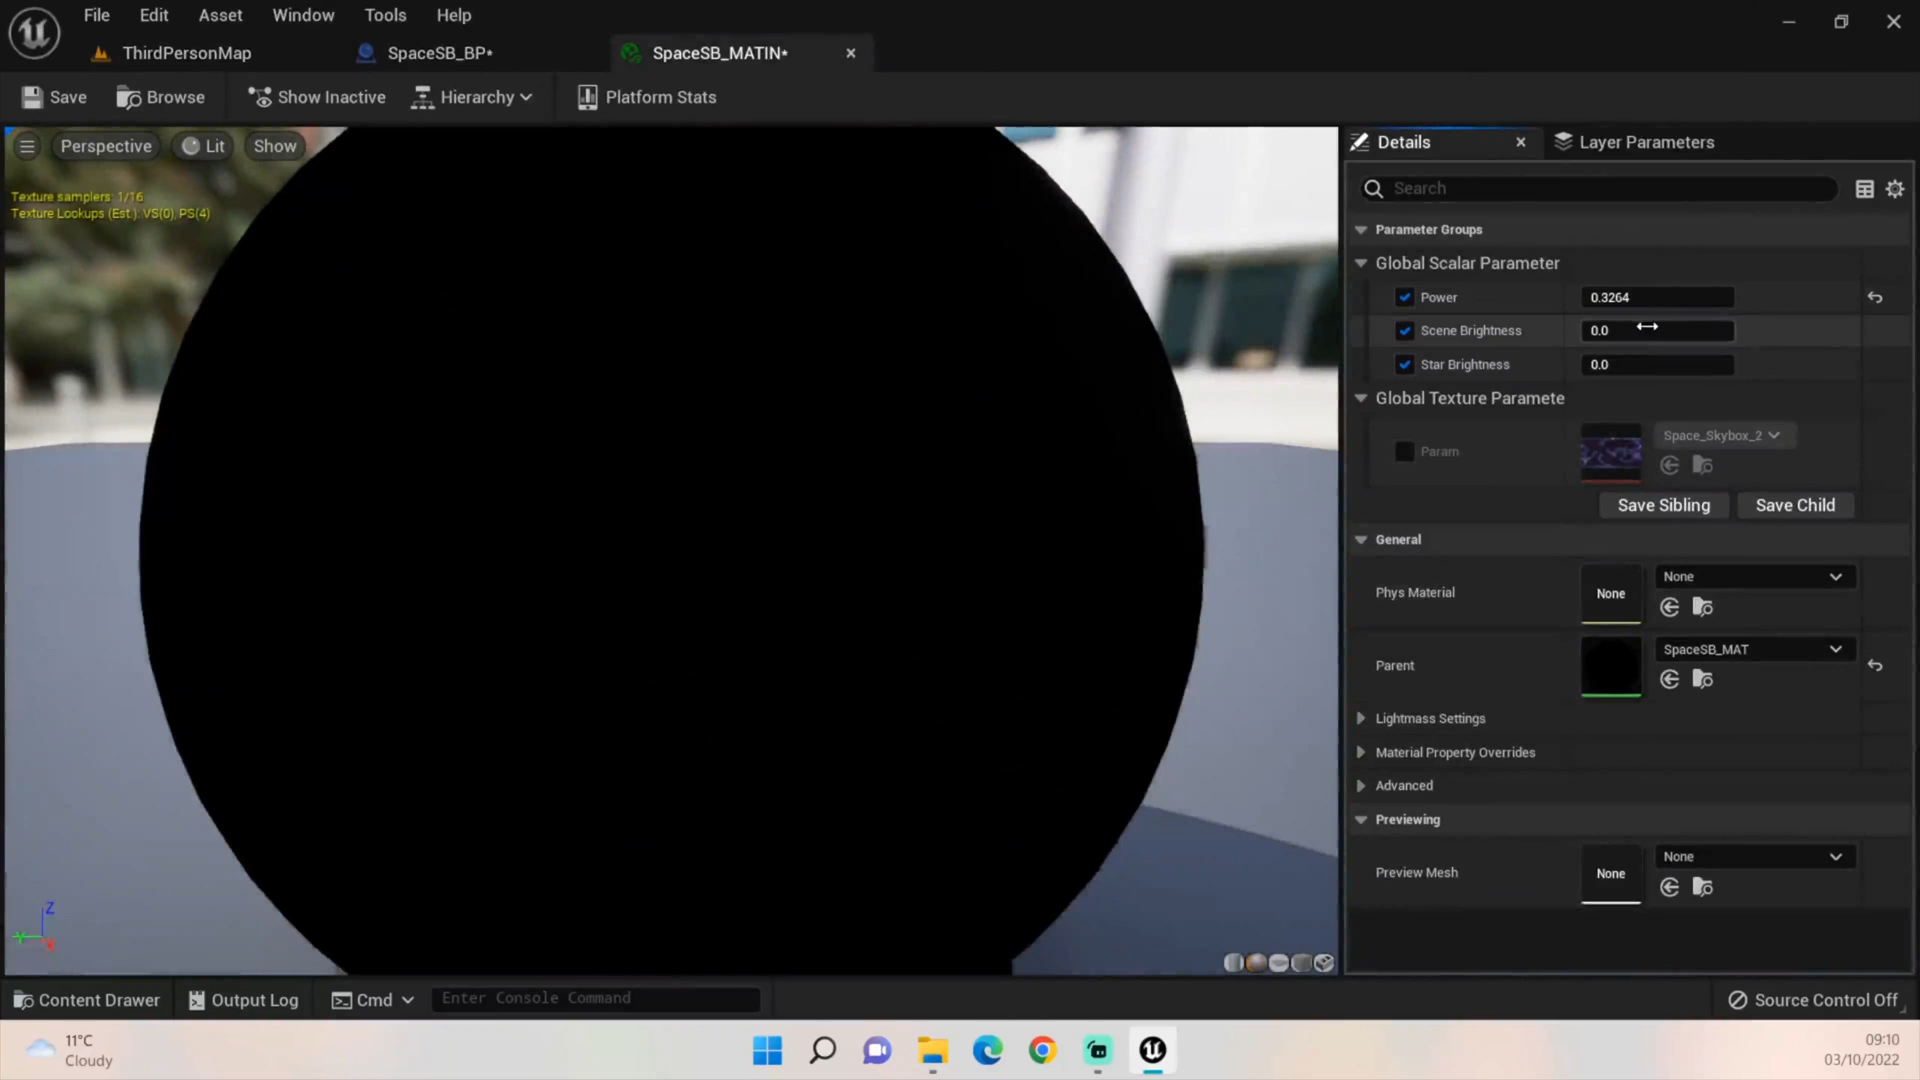 File Edit Asset Window Tools Help
ThirdPersonMap SpaceSB_BP* SpaceSB_MATIN*
Save Browse Show Inactive Hierarchy Platform Stats
Perspective Lit Show
Texture samplers: 1/16
Texture Lookups (Est.): VS(0), PS(4)
Details Layer Parameters
Search
Parameter Groups
Global Scalar Parameter
Power 0.3264
Scene Brightness 0.0
Star Brightness 0.0
Global Texture Paramete
Param Space_Skybox_2
Save Sibling Save Child
General
Phys Material None None
Parent SpaceSB_MAT
Lightmass Settings
Material Property Overrides
Advanced
Previewing
Preview Mesh None None
Z
Y
X
Content Drawer Output Log Cmd Enter Console Command Source Control Off
11°C
Cloudy
09:10
03/10/2022